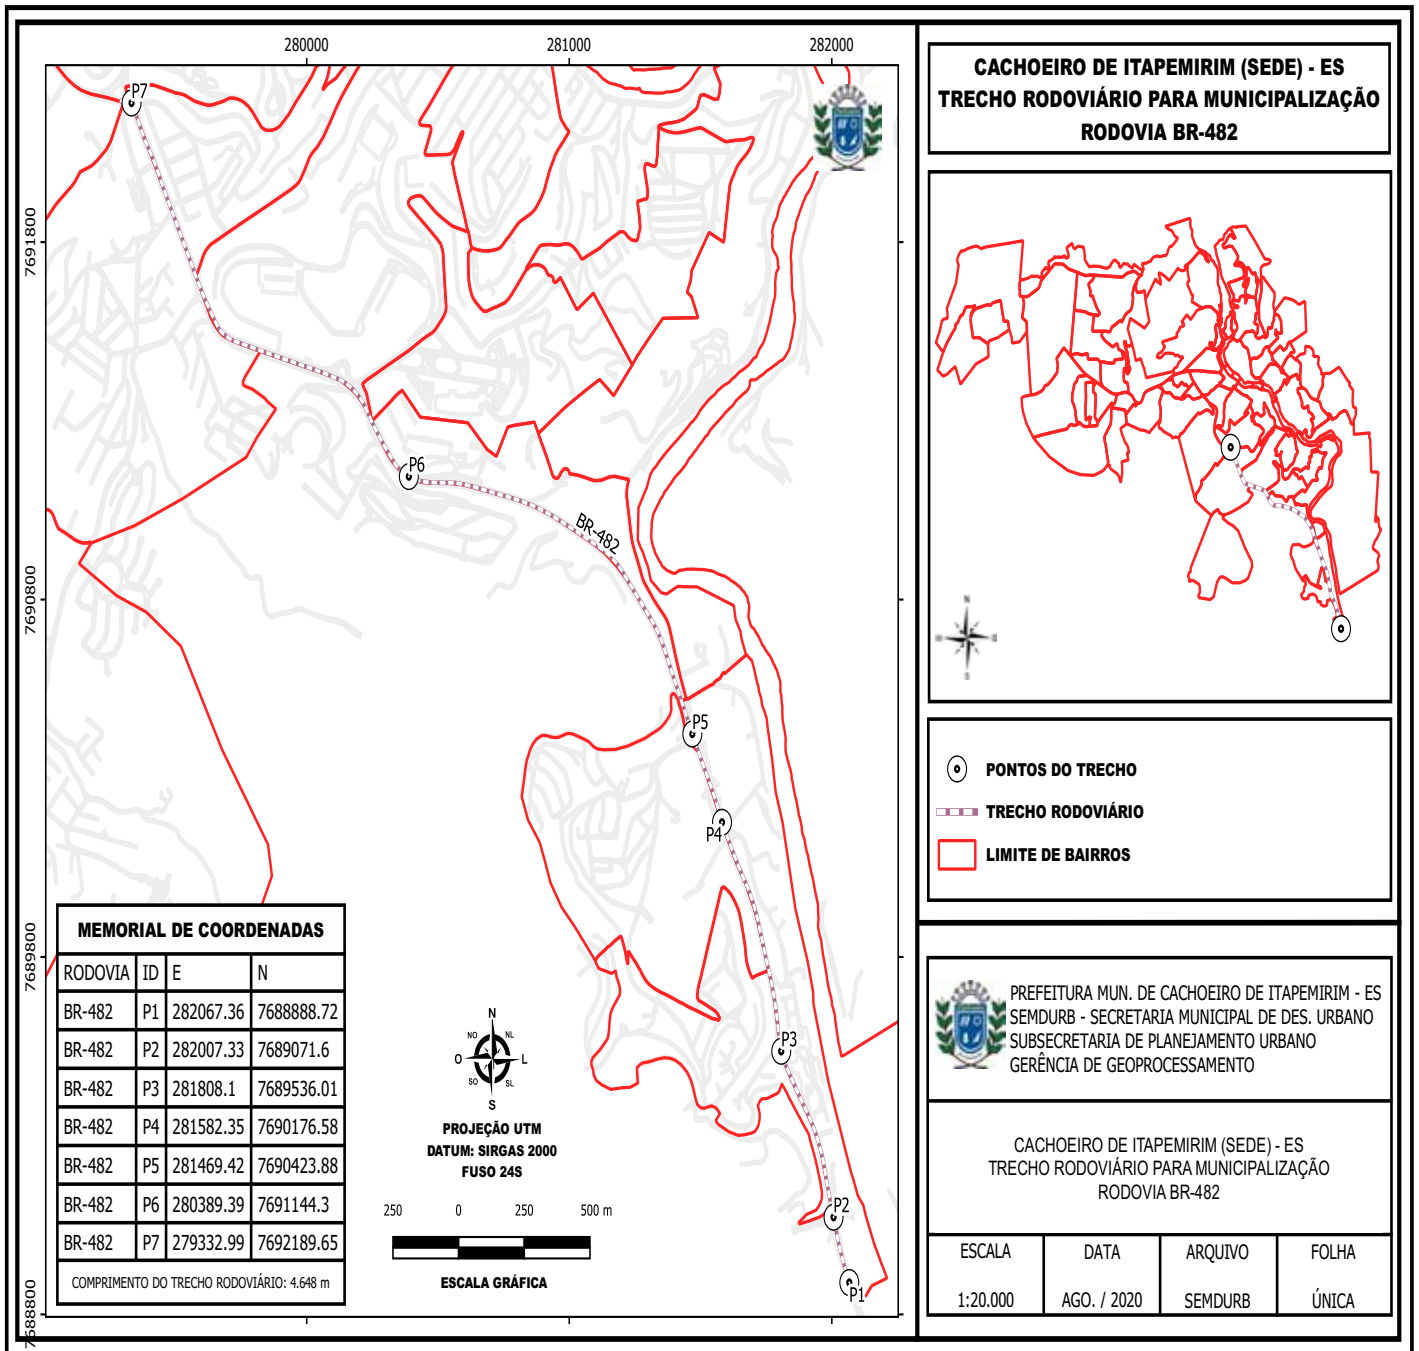 280000
281000
282000
7691800
7690800
7689800
7688800
P7
P6
BR-482
P5
P4
P3
P2
P1
MEMORIAL DE COORDENADAS
RODOVIA ID E N
BR-482 P1 282067.36 7688888.72
BR-482 P2 282007.33 7689071.6
BR-482 P3 281808.1 7689536.01
BR-482 P4 281582.35 7690176.58
BR-482 P5 281469.42 7690423.88
BR-482 P6 280389.39 7691144.3
BR-482 P7 279332.99 7692189.65
COMPRIMENTO DO TRECHO RODOVIÁRIO: 4.648 m
N
NO NL
O L
SO SL
S
PROJEÇÃO UTM
DATUM: SIRGAS 2000
FUSO 24S
250 0 250 500 m
ESCALA GRÁFICA
CACHOEIRO DE ITAPEMIRIM (SEDE) - ES
TRECHO RODOVIÁRIO PARA MUNICIPALIZAÇÃO
RODOVIA BR-482
N
S
PONTOS DO TRECHO
TRECHO RODOVIÁRIO
LIMITE DE BAIRROS
PREFEITURA MUN. DE CACHOEIRO DE ITAPEMIRIM - ES
SEMDURB - SECRETARIA MUNICIPAL DE DES. URBANO
SUBSECRETARIA DE PLANEJAMENTO URBANO
GERÊNCIA DE GEOPROCESSAMENTO
CACHOEIRO DE ITAPEMIRIM (SEDE) - ES
TRECHO RODOVIÁRIO PARA MUNICIPALIZAÇÃO
RODOVIA BR-482
ESCALA DATA ARQUIVO FOLHA
1:20.000 AGO. / 2020 SEMDURB ÚNICA